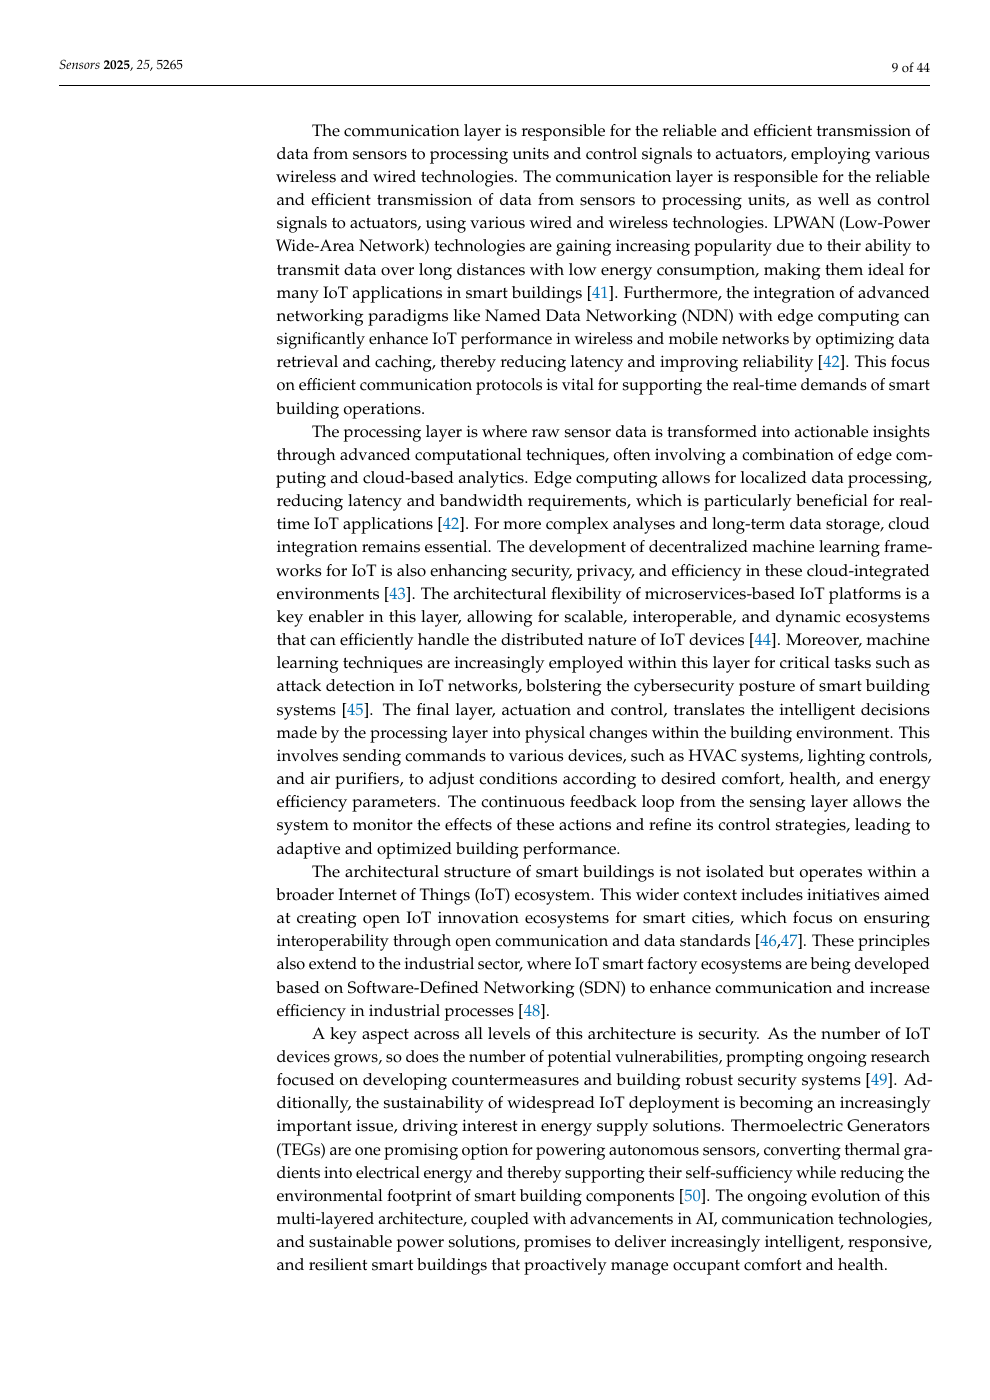 Sensors 2025, 25, 5265
9 of 44
The communication layer is responsible for the reliable and efficient transmission of
data from sensors to processing units and control signals to actuators, employing various
wireless and wired technologies. The communication layer is responsible for the reliable
and efficient transmission of data from sensors to processing units, as well as control
signals to actuators, using various wired and wireless technologies. LPWAN (Low-Power
Wide-Area Network) technologies are gaining increasing popularity due to their ability to
transmit data over long distances with low energy consumption, making them ideal for
many IoT applications in smart buildings [41]. Furthermore, the integration of advanced
networking paradigms like Named Data Networking (NDN) with edge computing can
significantly enhance IoT performance in wireless and mobile networks by optimizing data
retrieval and caching, thereby reducing latency and improving reliability [42]. This focus
on efficient communication protocols is vital for supporting the real-time demands of smart
building operations.
The processing layer is where raw sensor data is transformed into actionable insights
through advanced computational techniques, often involving a combination of edge com-
puting and cloud-based analytics. Edge computing allows for localized data processing,
reducing latency and bandwidth requirements, which is particularly beneficial for real-
time IoT applications [42]. For more complex analyses and long-term data storage, cloud
integration remains essential. The development of decentralized machine learning frame-
works for IoT is also enhancing security, privacy, and efficiency in these cloud-integrated
environments [43]. The architectural flexibility of microservices-based IoT platforms is a
key enabler in this layer, allowing for scalable, interoperable, and dynamic ecosystems
that can efficiently handle the distributed nature of IoT devices [44]. Moreover, machine
learning techniques are increasingly employed within this layer for critical tasks such as
attack detection in IoT networks, bolstering the cybersecurity posture of smart building
systems [45]. The final layer, actuation and control, translates the intelligent decisions
made by the processing layer into physical changes within the building environment. This
involves sending commands to various devices, such as HVAC systems, lighting controls,
and air purifiers, to adjust conditions according to desired comfort, health, and energy
efficiency parameters. The continuous feedback loop from the sensing layer allows the
system to monitor the effects of these actions and refine its control strategies, leading to
adaptive and optimized building performance.
The architectural structure of smart buildings is not isolated but operates within a
broader Internet of Things (IoT) ecosystem. This wider context includes initiatives aimed
at creating open IoT innovation ecosystems for smart cities, which focus on ensuring
interoperability through open communication and data standards [46,47]. These principles
also extend to the industrial sector, where IoT smart factory ecosystems are being developed
based on Software-Defined Networking (SDN) to enhance communication and increase
efficiency in industrial processes [48].
A key aspect across all levels of this architecture is security. As the number of IoT
devices grows, so does the number of potential vulnerabilities, prompting ongoing research
focused on developing countermeasures and building robust security systems [49]. Ad-
ditionally, the sustainability of widespread IoT deployment is becoming an increasingly
important issue, driving interest in energy supply solutions. Thermoelectric Generators
(TEGs) are one promising option for powering autonomous sensors, converting thermal gra-
dients into electrical energy and thereby supporting their self-sufficiency while reducing the
environmental footprint of smart building components [50]. The ongoing evolution of this
multi-layered architecture, coupled with advancements in AI, communication technologies,
and sustainable power solutions, promises to deliver increasingly intelligent, responsive,
and resilient smart buildings that proactively manage occupant comfort and health.